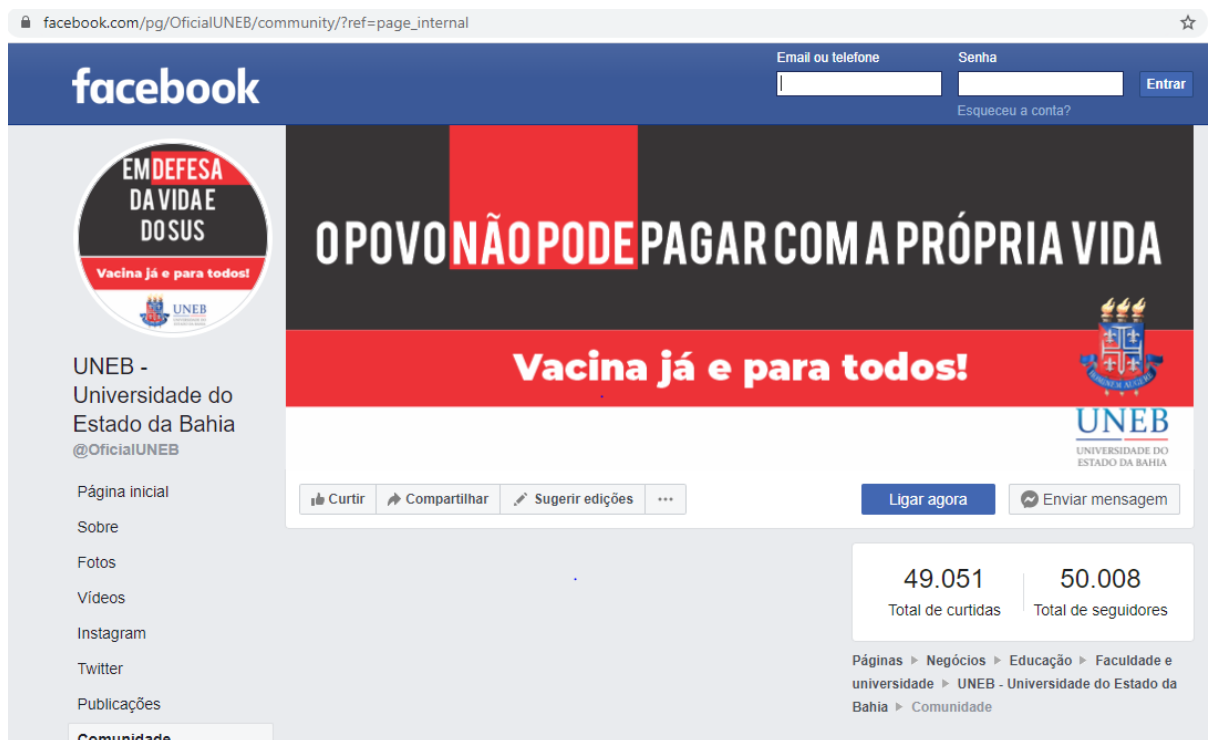 facebook.com/pg/OficialUNEB/community/?ref=page_internal
facebook
Email ou telefone
Senha
Entrar
Esqueceu a conta?
EM DEFESA
DA VIDA E
DO SUS
Vacina já e para todos!
UNEB
O POVO NÃO PODE PAGAR COM A PRÓPRIA VIDA
Vacina já e para todos!
HOMINEM AUGERE
UNEB
UNIVERSIDADE DO
ESTADO DA BAHIA
UNEB -
Universidade do
Estado da Bahia
@OficialUNEB
Página inicial
Sobre
Fotos
Vídeos
Instagram
Twitter
Publicações
Comunidade
Curtir
Compartilhar
Sugerir edições
Ligar agora
Enviar mensagem
49.051
Total de curtidas
50.008
Total de seguidores
Páginas ▸ Negócios ▸ Educação ▸ Faculdade e
universidade ▸ UNEB - Universidade do Estado da
Bahia ▸ Comunidade